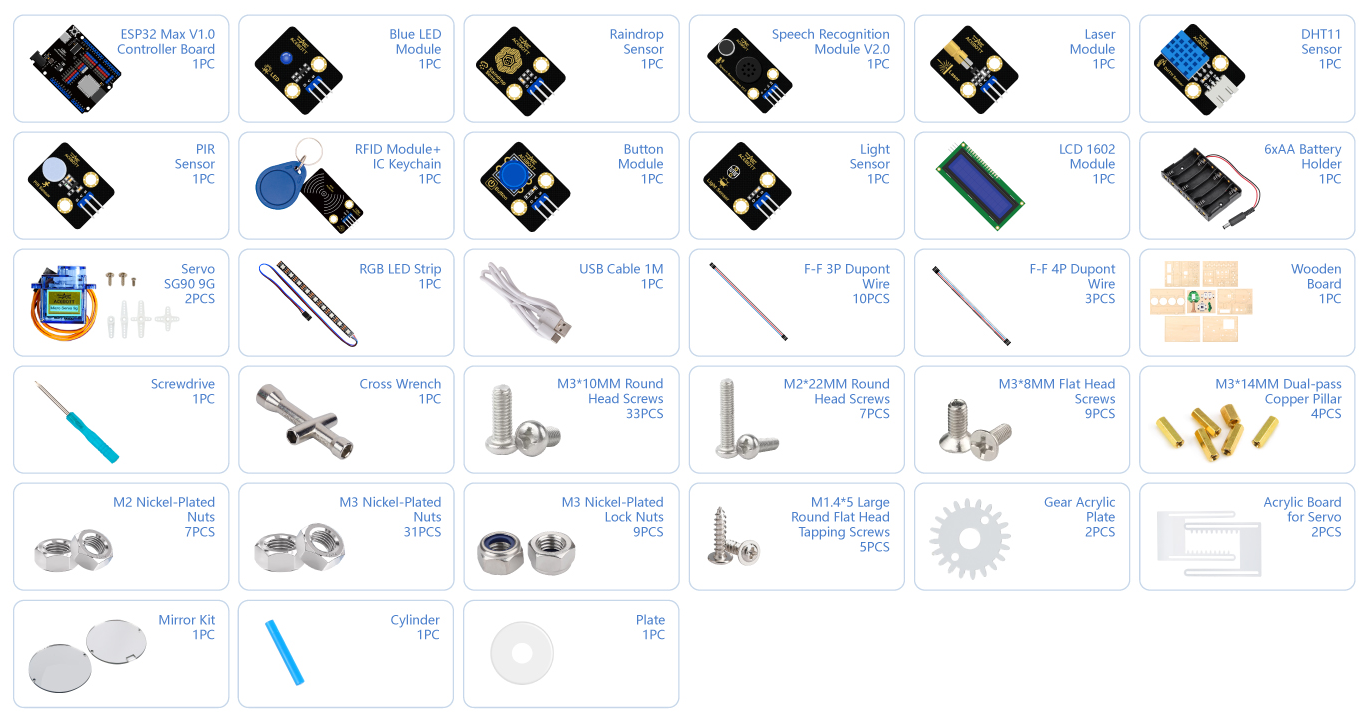 ESP32 Max V1.0
Controller Board
1PC
Blue LED
Module
1PC
Raindrop
Sensor
1PC
Speech Recognition
Module V2.0
1PC
Laser
Module
1PC
DHT11
Sensor
1PC
PIR
Sensor
1PC
RFID Module+
IC Keychain
1PC
Button
Module
1PC
Light
Sensor
1PC
LCD 1602
Module
1PC
6xAA Battery
Holder
1PC
Servo
SG90 9G
2PCS
RGB LED Strip
1PC
USB Cable 1M
1PC
F-F 3P Dupont
Wire
10PCS
F-F 4P Dupont
Wire
3PCS
Wooden
Board
1PC
Screwdrive
1PC
Cross Wrench
1PC
M3*10MM Round
Head Screws
33PCS
M2*22MM Round
Head Screws
7PCS
M3*8MM Flat Head
Screws
9PCS
M3*14MM Dual-pass
Copper Pillar
4PCS
M2 Nickel-Plated
Nuts
7PCS
M3 Nickel-Plated
Nuts
31PCS
M3 Nickel-Plated
Lock Nuts
9PCS
M1.4*5 Large
Round Flat Head
Tapping Screws
5PCS
Gear Acrylic
Plate
2PCS
Acrylic Board
for Servo
2PCS
Mirror Kit
1PC
Cylinder
1PC
Plate
1PC